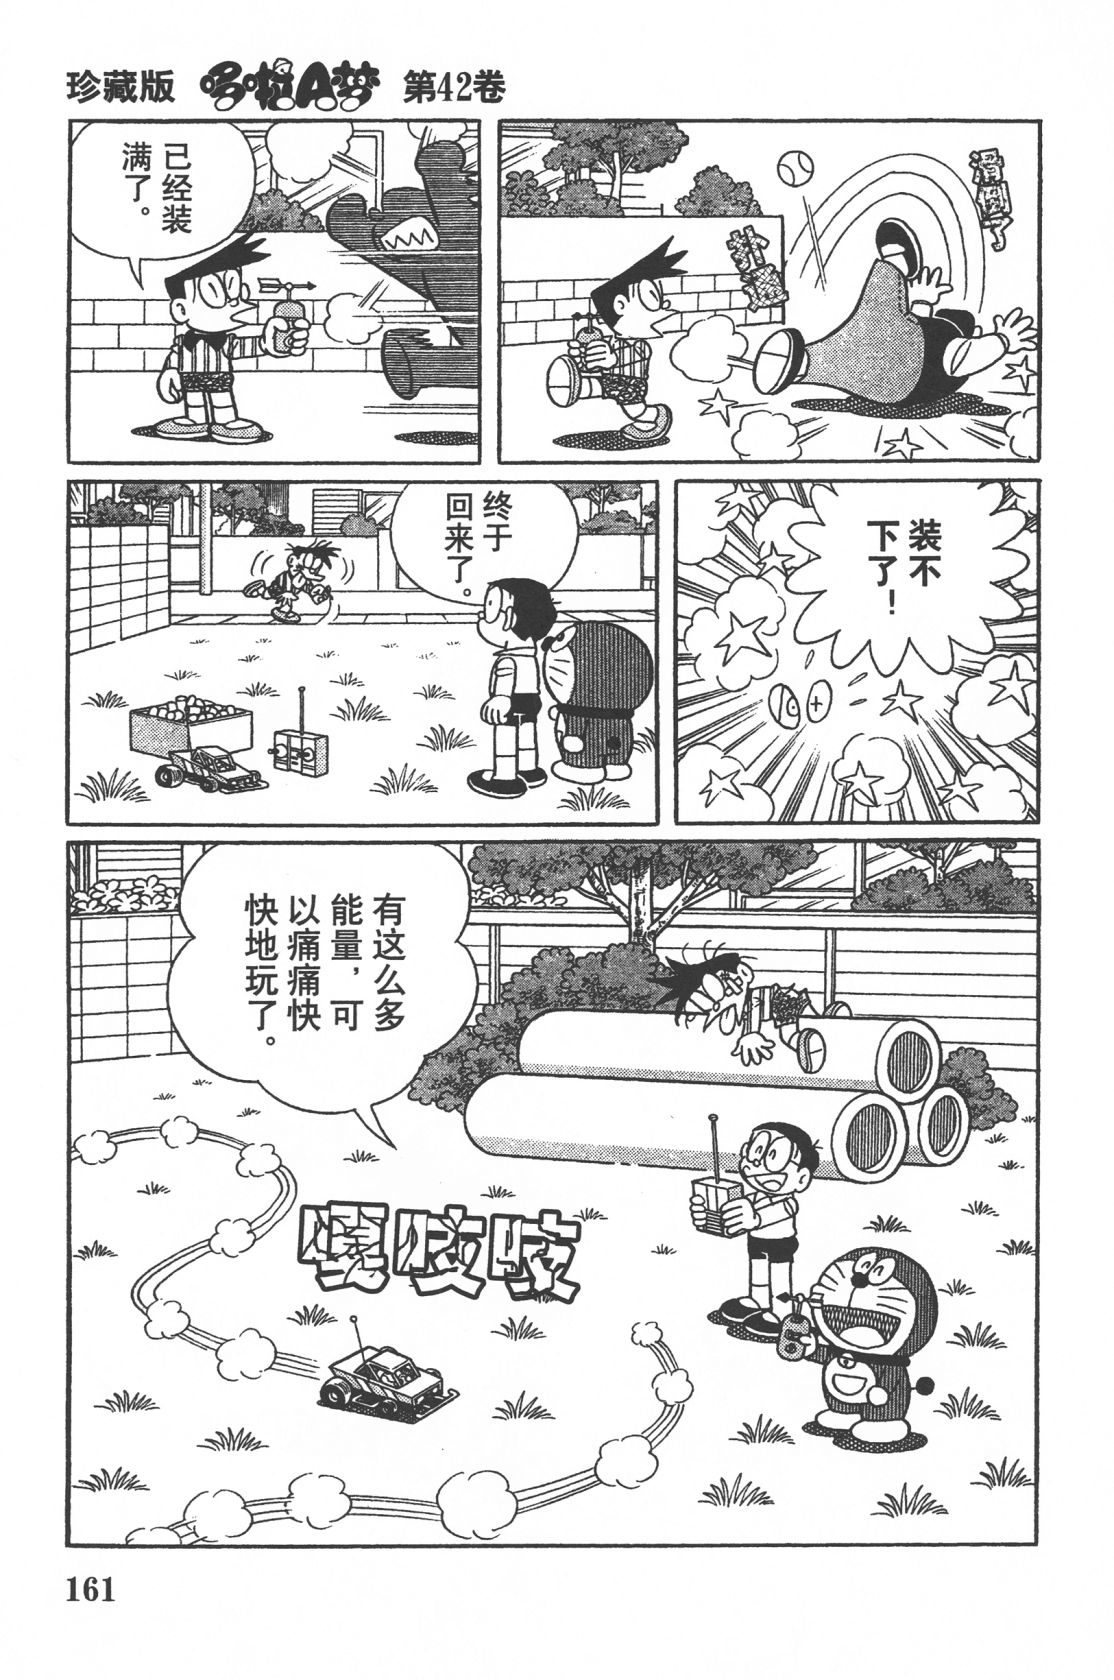 珍藏版 哆啦A梦 第42卷
滑倒了
已经装
满了。
装不
下了!
终于
回来了。
有这么多
能量,可
以痛痛快
快地玩了。
161